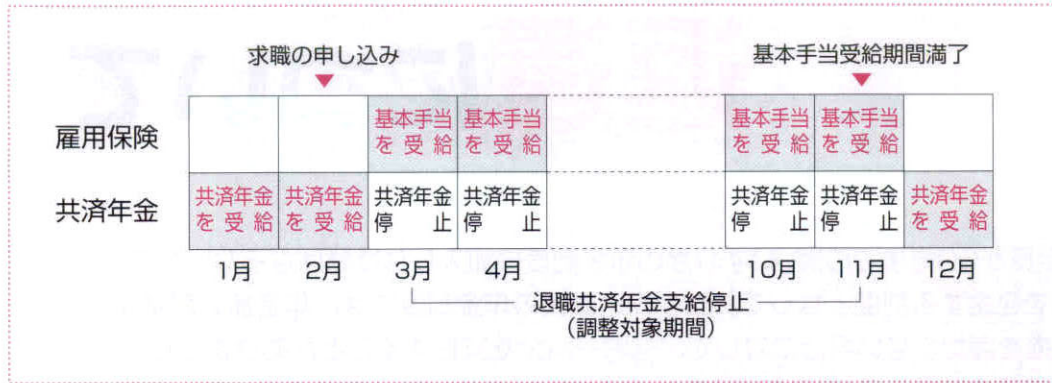 求職の申し込み 基本手当受給期間満了
雇用保険 基本手当を受給 基本手当を受給 基本手当を受給 基本手当を受給
共済年金 共済年金を受給 共済年金を受給 共済年金停止 共済年金停止 共済年金停止 共済年金停止 共済年金を受給
1月 2月 3月 4月 10月 11月 12月
退職共済年金支給停止
（調整対象期間）